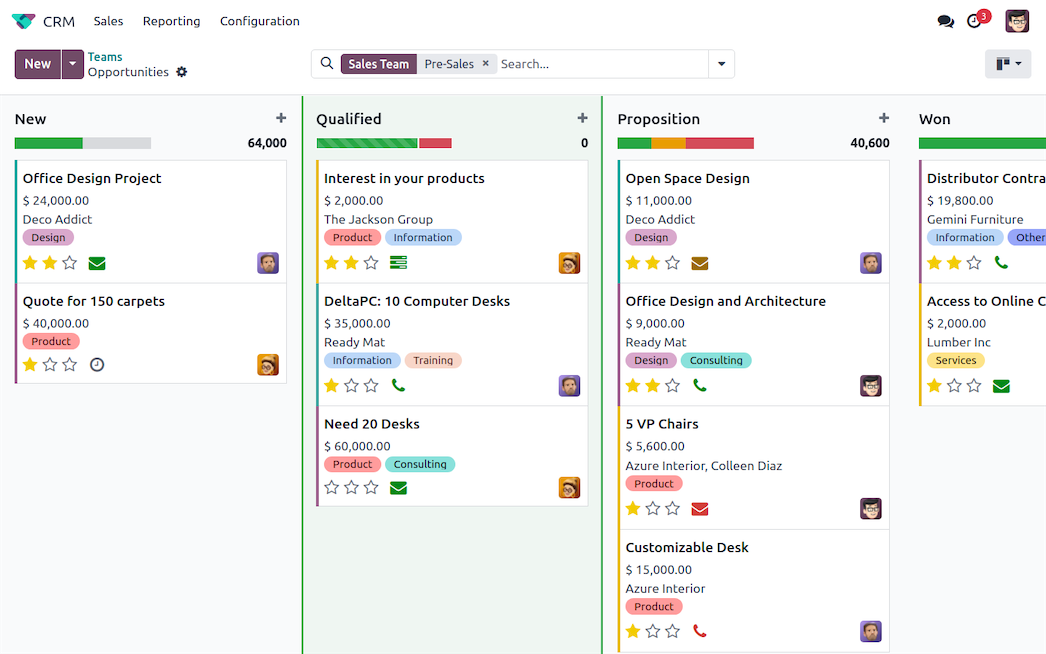 CRM Sales Reporting Configuration 3
New Teams
Opportunities
Sales Team Pre-Sales × Search...
New +
64,000
Office Design Project
$ 24,000.00
Deco Addict
Design
Quote for 150 carpets
$ 40,000.00
Product
Qualified +
0
Interest in your products
$ 2,000.00
The Jackson Group
Product Information
DeltaPC: 10 Computer Desks
$ 35,000.00
Ready Mat
Information Training
Need 20 Desks
$ 60,000.00
Product Consulting
Proposition +
40,600
Open Space Design
$ 11,000.00
Deco Addict
Design
Office Design and Architecture
$ 9,000.00
Ready Mat
Design Consulting
5 VP Chairs
$ 5,600.00
Azure Interior, Colleen Diaz
Product
Customizable Desk
$ 15,000.00
Azure Interior
Product
Won
Distributor Contra
$ 19,800.00
Gemini Furniture
Information Other
Access to Online C
$ 2,000.00
Lumber Inc
Services